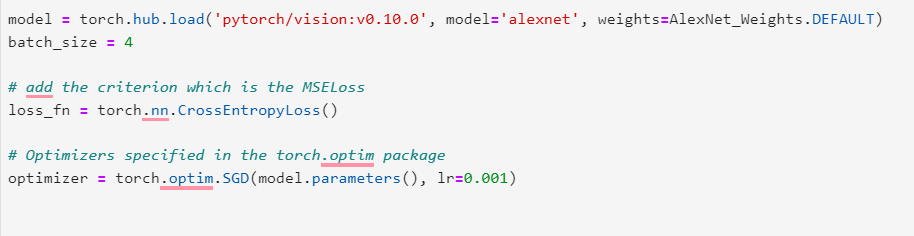 model = torch.hub.load('pytorch/vision:v0.10.0', model='alexnet', weights=AlexNet_Weights.DEFAULT)
batch_size = 4
# add the criterion which is the MSELoss
loss_fn = torch.nn.CrossEntropyLoss()
# Optimizers specified in the torch.optim package
optimizer = torch.optim.SGD(model.parameters(), lr=0.001)